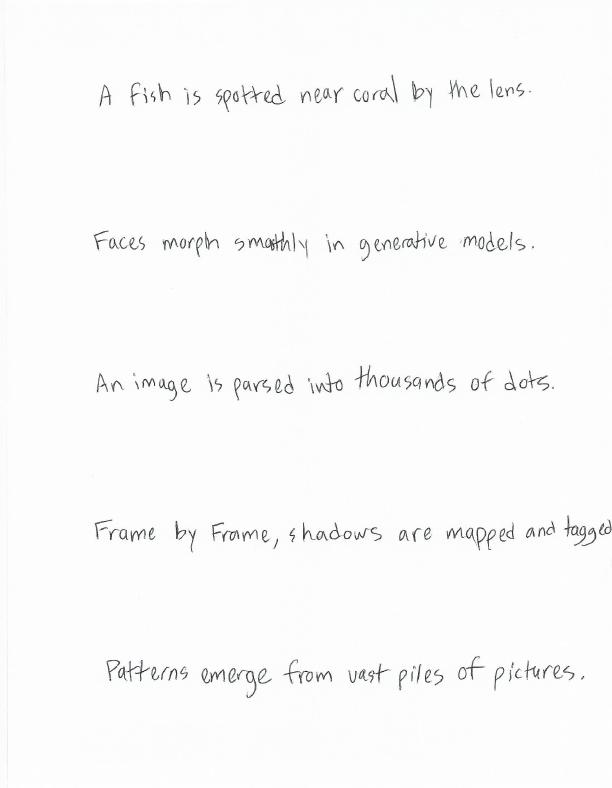 A fish is spotted near coral by the lens.
Faces morph smoothly in generative models.
An image is parsed into thousands of dots.
Frame by Frame, shadows are mapped and tagged
Patterns emerge from vast piles of pictures.